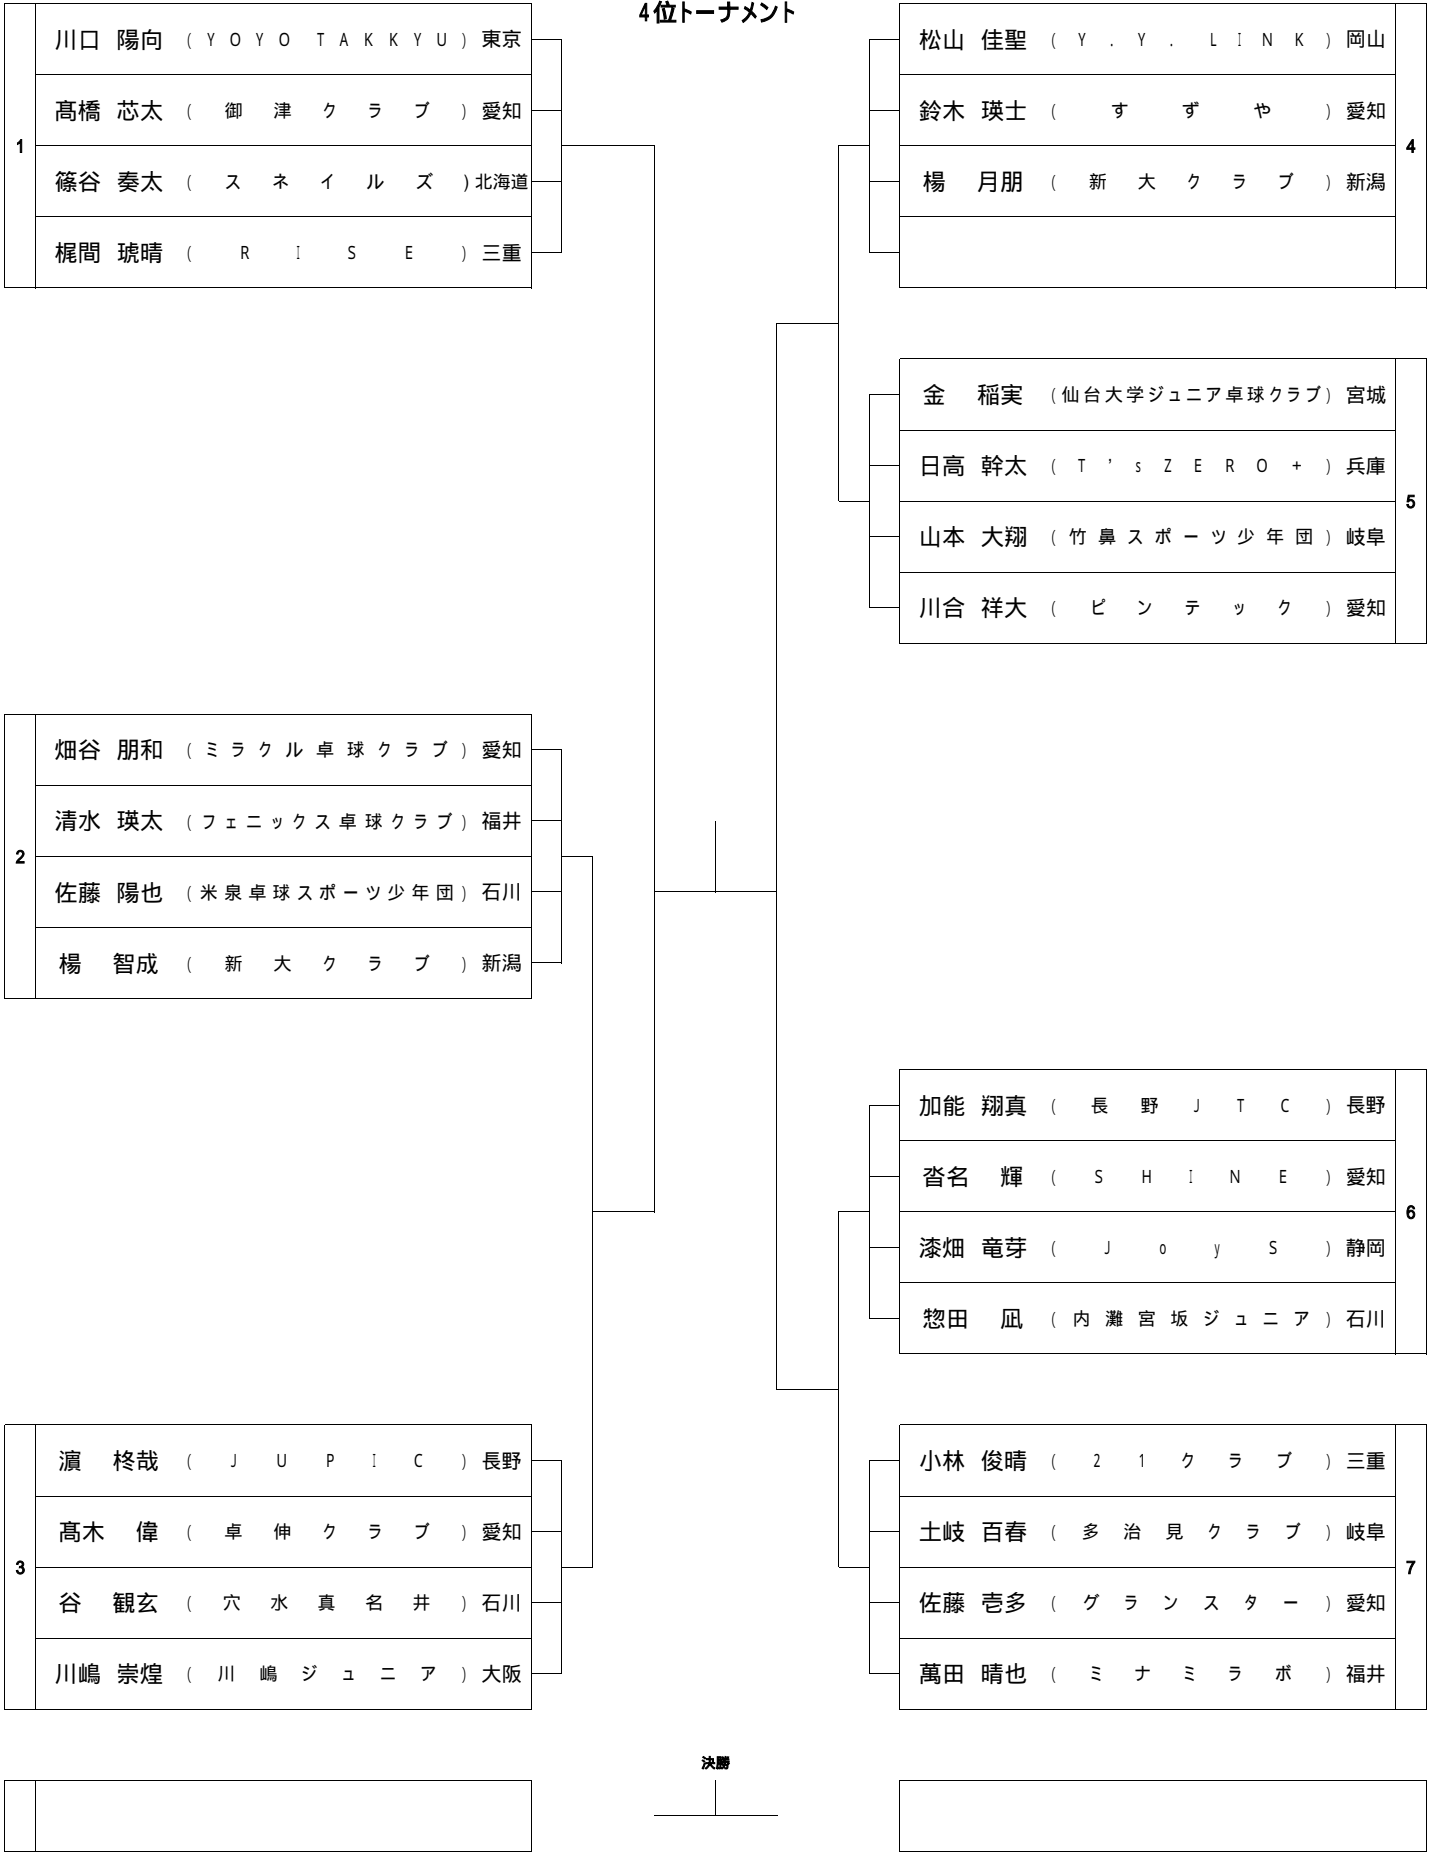 4位トーナメント
1
川口 陽向 (YOYO TAKKYU) 東京
髙橋 芯太 (御津クラブ) 愛知
篠谷 奏太 (スネイルズ) 北海道
梶間 琥晴 (RISE) 三重
2
畑谷 朋和 (ミラクル卓球クラブ) 愛知
清水 瑛太 (フェニックス卓球クラブ) 福井
佐藤 陽也 (米泉卓球スポーツ少年団) 石川
楊 智成 (新大クラブ) 新潟
3
濵 柊哉 (JUPIC) 長野
髙木 偉 (卓伸クラブ) 愛知
谷 観玄 (穴水真名井) 石川
川嶋 崇煌 (川嶋ジュニア) 大阪
4
松山 佳聖 (Y.Y. LINK) 岡山
鈴木 瑛士 (すずや) 愛知
楊 月朋 (新大クラブ) 新潟
5
金 稲実 (仙台大学ジュニア卓球クラブ) 宮城
日高 幹太 (T’sZERO+) 兵庫
山本 大翔 (竹鼻スポーツ少年団) 岐阜
川合 祥大 (ピンテック) 愛知
6
加能 翔真 (長野JTC) 長野
沓名 輝 (SHINE) 愛知
漆畑 竜芽 (JoyS) 静岡
惣田 凪 (内灘宮坂ジュニア) 石川
7
小林 俊晴 (21クラブ) 三重
土岐 百春 (多治見クラブ) 岐阜
佐藤 壱多 (グランスター) 愛知
萬田 晴也 (ミナミラボ) 福井
決勝